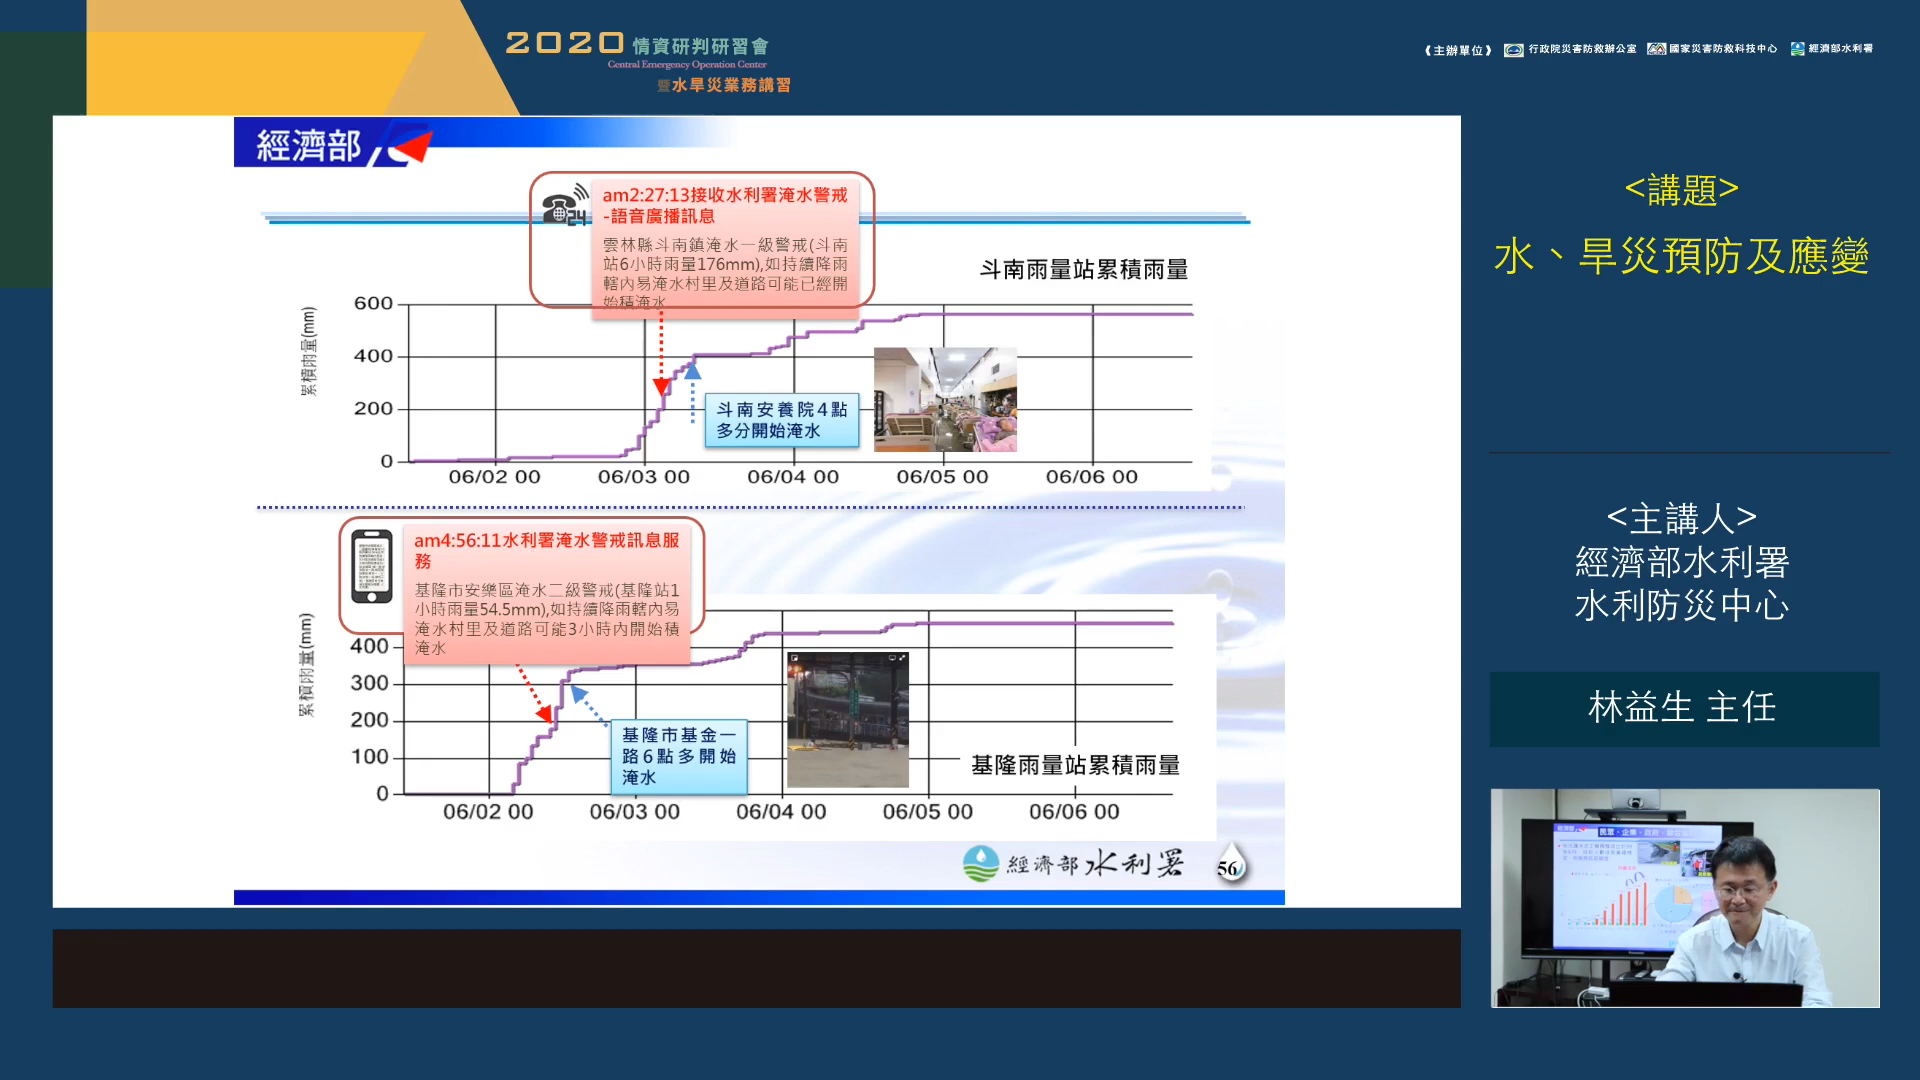 2020 情資研判研習會
Central Emergency Operation Center
暨水旱災業務講習
《主辦單位》 行政院災害防救辦公室 國家災害防救科技中心 經濟部水利署
經濟部
24
am2:27:13接收水利署淹水警戒
-語音廣播訊息
雲林縣斗南鎮淹水一級警戒(斗南
站6小時雨量176mm),如持續降雨
轄內易淹水村里及道路可能已經開
始積淹水
斗南雨量站累積雨量
累積雨量(mm)
600
400
200
0
斗南安養院4點
多分開始淹水
06/02 00
06/03 00
06/04 00
06/05 00
06/06 00
am4:56:11水利署淹水警戒訊息服
務
基隆市安樂區淹水二級警戒(基隆站1
小時雨量54.5mm),如持續降雨轄內易
淹水村里及道路可能3小時內開始積
淹水
累積雨量(mm)
400
300
200
100
0
基隆市基金一
路6點多開始
淹水
基隆雨量站累積雨量
06/02 00
06/03 00
06/04 00
06/05 00
06/06 00
經濟部水利署
56
<講題>
水、旱災預防及應變
<主講人>
經濟部水利署
水利防災中心
林益生 主任